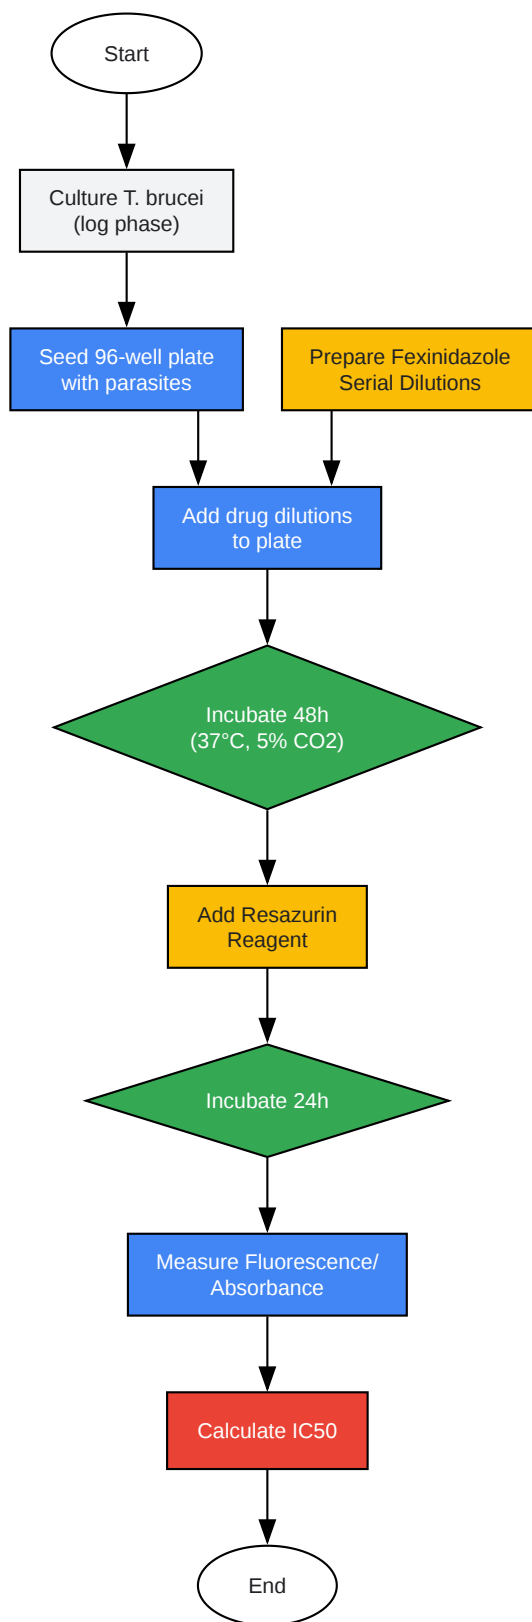 Start
Culture T. brucei
(log phase)
Seed 96-well plate
with parasites
Prepare Fexinidazole
Serial Dilutions
Add drug dilutions
to plate
Incubate 48h
(37°C, 5% CO2)
Add Resazurin
Reagent
Incubate 24h
Measure Fluorescence/
Absorbance
Calculate IC50
End